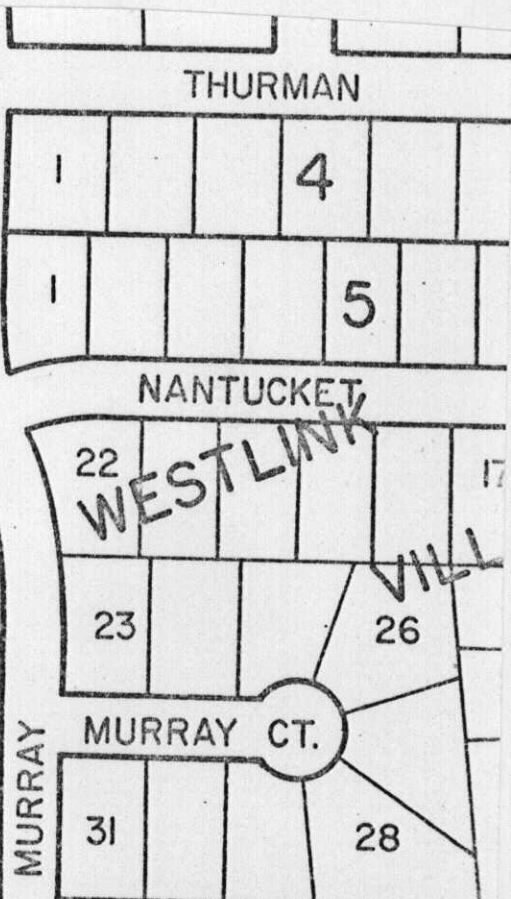 THURMAN
1 4
1 5
NANTUCKET
22 17
WESTLINK
VILL
23 26
MURRAY CT.
MURRAY
31 28